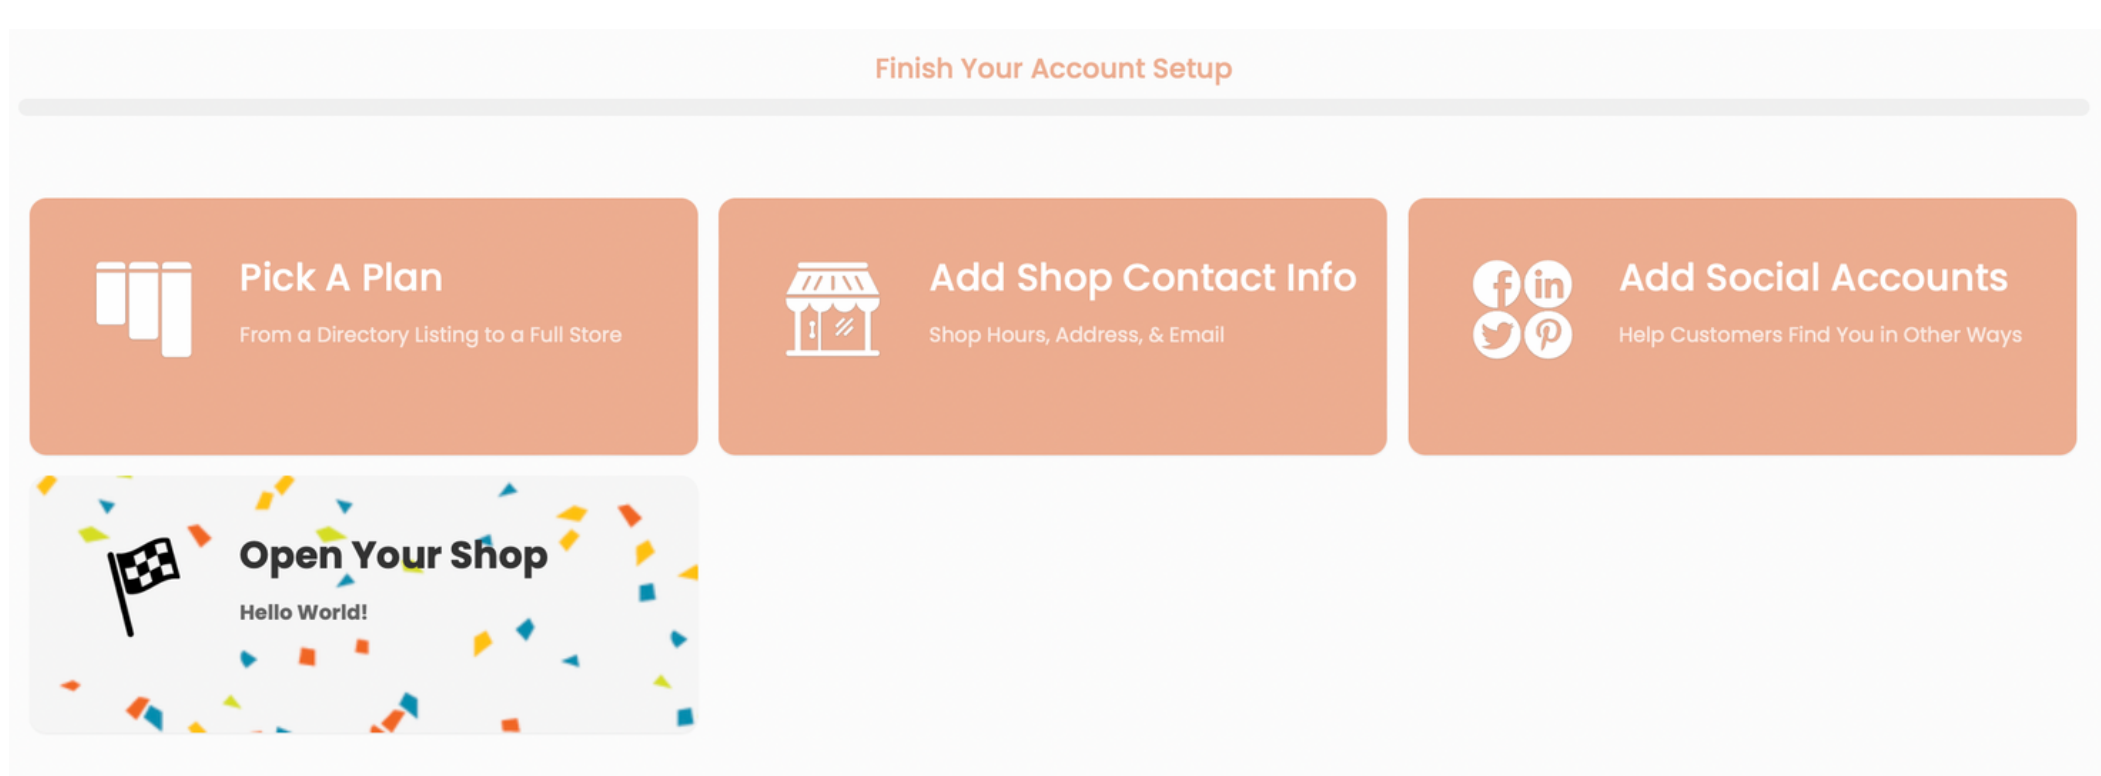 Finish Your Account Setup
Pick A Plan
From a Directory Listing to a Full Store
Add Shop Contact Info
Shop Hours, Address, & Email
Add Social Accounts
Help Customers Find You in Other Ways
Open Your Shop
Hello World!